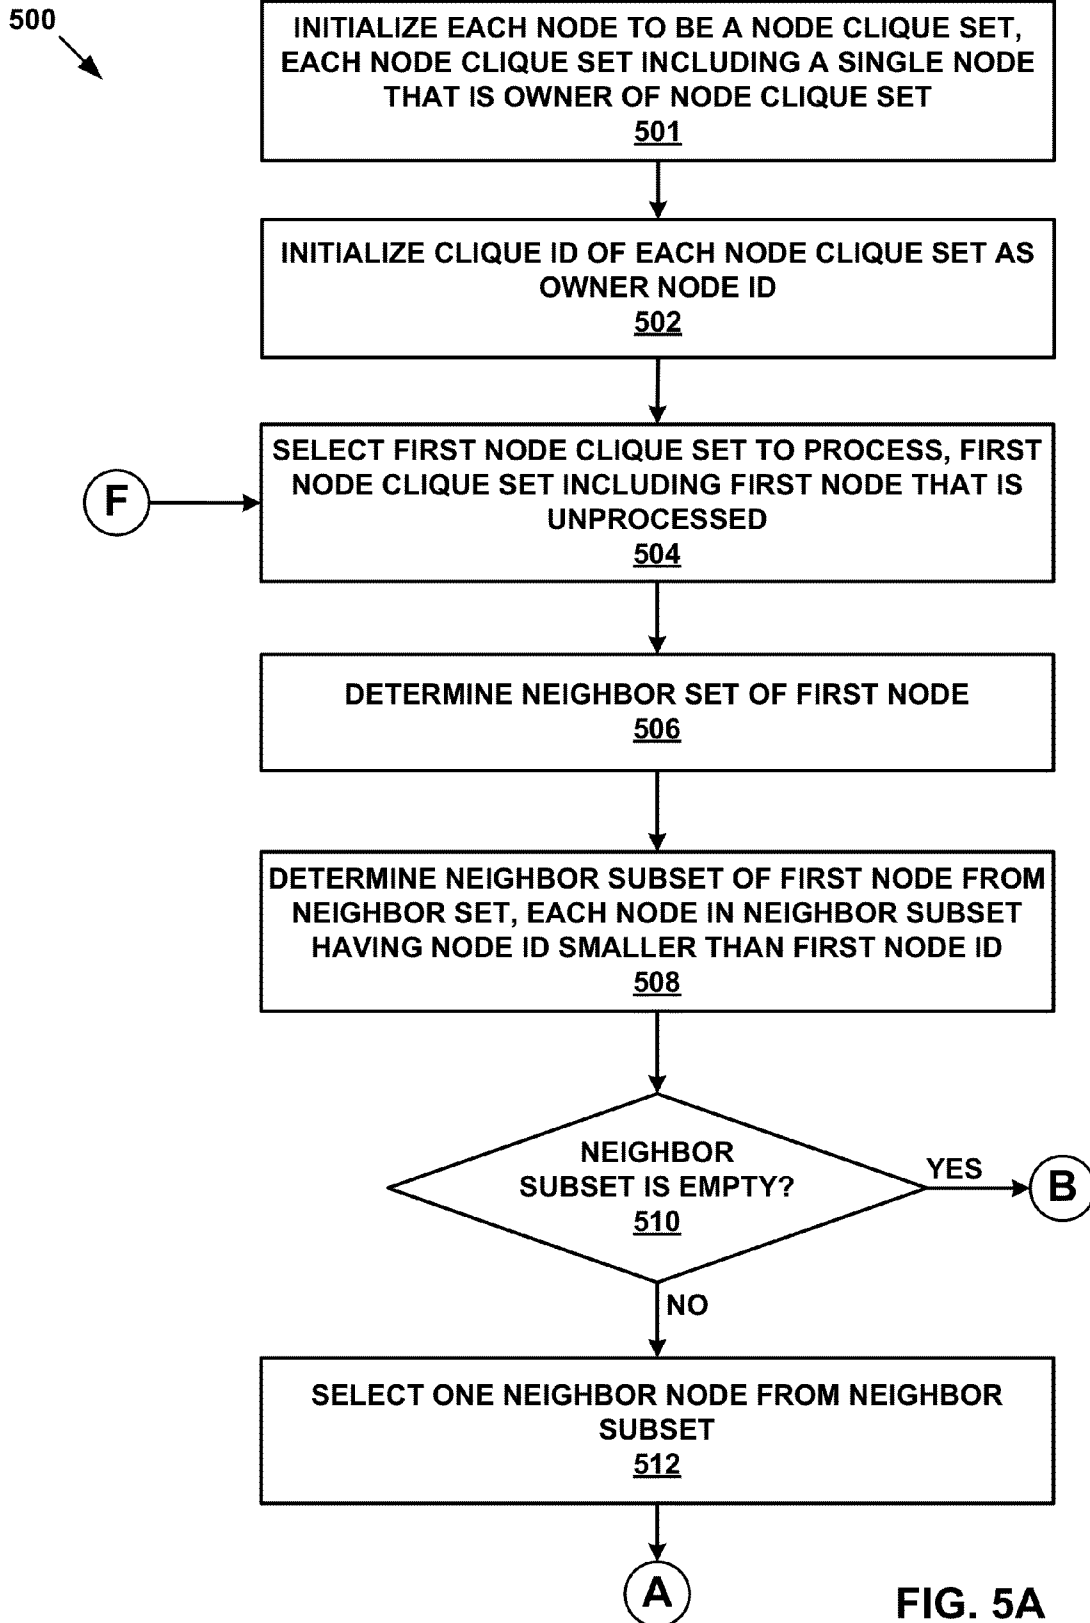 500
INITIALIZE EACH NODE TO BE A NODE CLIQUE SET,
EACH NODE CLIQUE SET INCLUDING A SINGLE NODE
THAT IS OWNER OF NODE CLIQUE SET
501
INITIALIZE CLIQUE ID OF EACH NODE CLIQUE SET AS
OWNER NODE ID
502
SELECT FIRST NODE CLIQUE SET TO PROCESS, FIRST
NODE CLIQUE SET INCLUDING FIRST NODE THAT IS
UNPROCESSED
504
F
DETERMINE NEIGHBOR SET OF FIRST NODE
506
DETERMINE NEIGHBOR SUBSET OF FIRST NODE FROM
NEIGHBOR SET, EACH NODE IN NEIGHBOR SUBSET
HAVING NODE ID SMALLER THAN FIRST NODE ID
508
NEIGHBOR
SUBSET IS EMPTY?
510
YES
B
NO
SELECT ONE NEIGHBOR NODE FROM NEIGHBOR
SUBSET
512
A
FIG. 5A